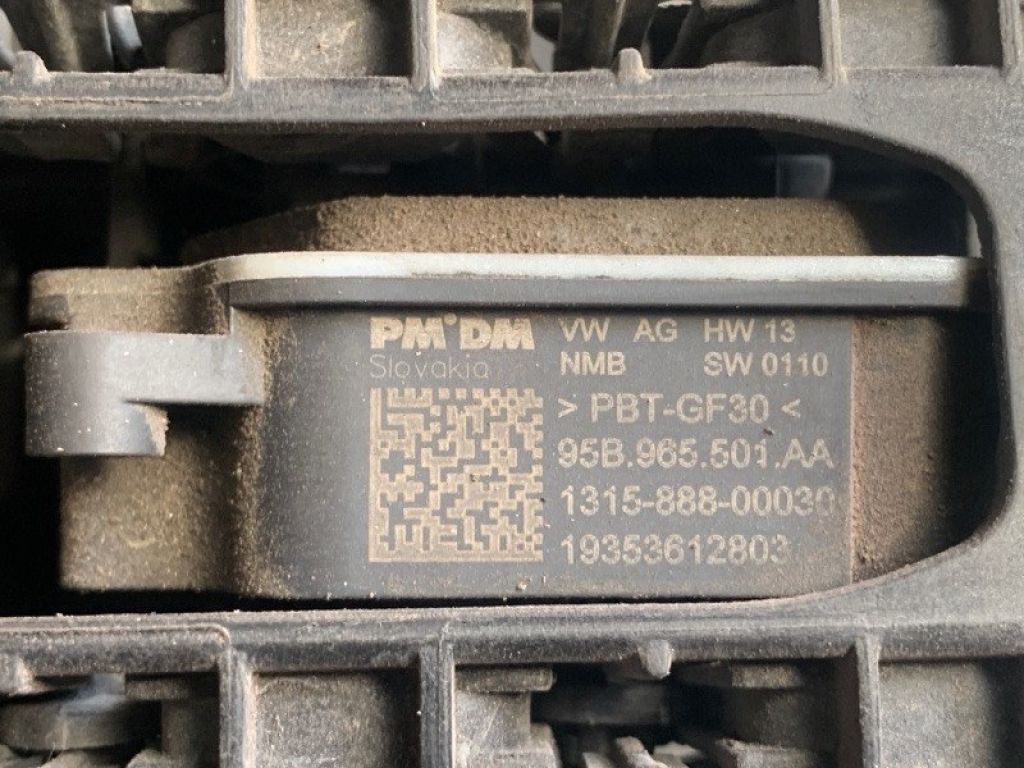 PM DM VW AG HW 13
Slovakia NMB SW 0110
> PBT-GF30 <
95B.965.501.AA
1315-888-00030
19353612803